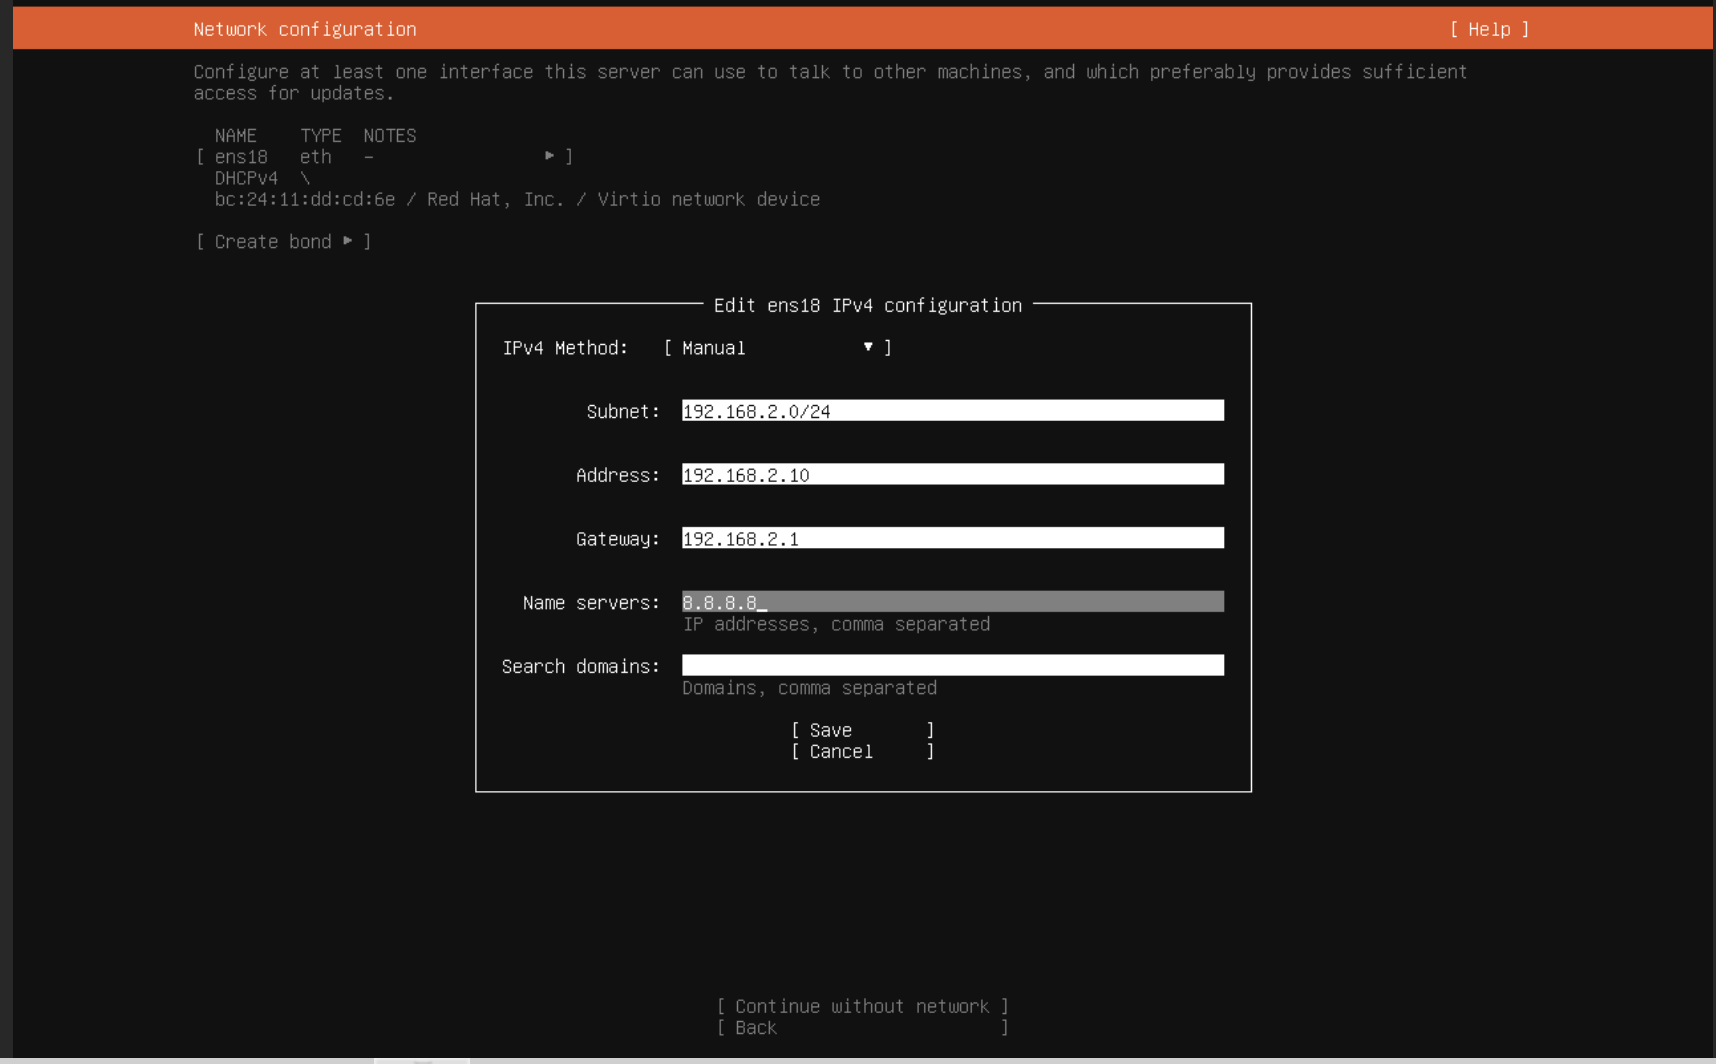 Network configuration [ Help ]
Configure at least one interface this server can use to talk to other machines, and which preferably provides sufficient
access for updates.
NAME TYPE NOTES
[ ens18 eth – ▸ ]
DHCPv4 \
bc:24:11:dd:cd:6e / Red Hat, Inc. / Virtio network device
[ Create bond ▸ ]
Edit ens18 IPv4 configuration
IPv4 Method: [ Manual ▾ ]
Subnet: 192.168.2.0/24
Address: 192.168.2.10
Gateway: 192.168.2.1
Name servers: 8.8.8.8_
IP addresses, comma separated
Search domains:
Domains, comma separated
[ Save ]
[ Cancel ]
[ Continue without network ]
[ Back ]